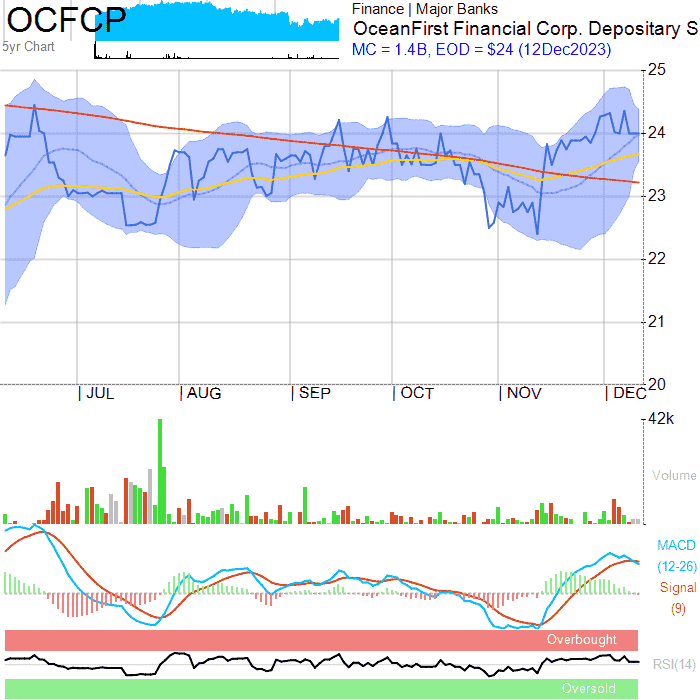 OCFCP
5yr Chart
Finance | Major Banks
OceanFirst Financial Corp. Depositary S
MC = 1.4B, EOD = $24 (12Dec2023)
25
24
23
22
21
20
| JUL | AUG | SEP | OCT | NOV | DEC
42k
Volume
MACD
(12-26)
Signal
(9)
Overbought
RSI(14)
Oversold